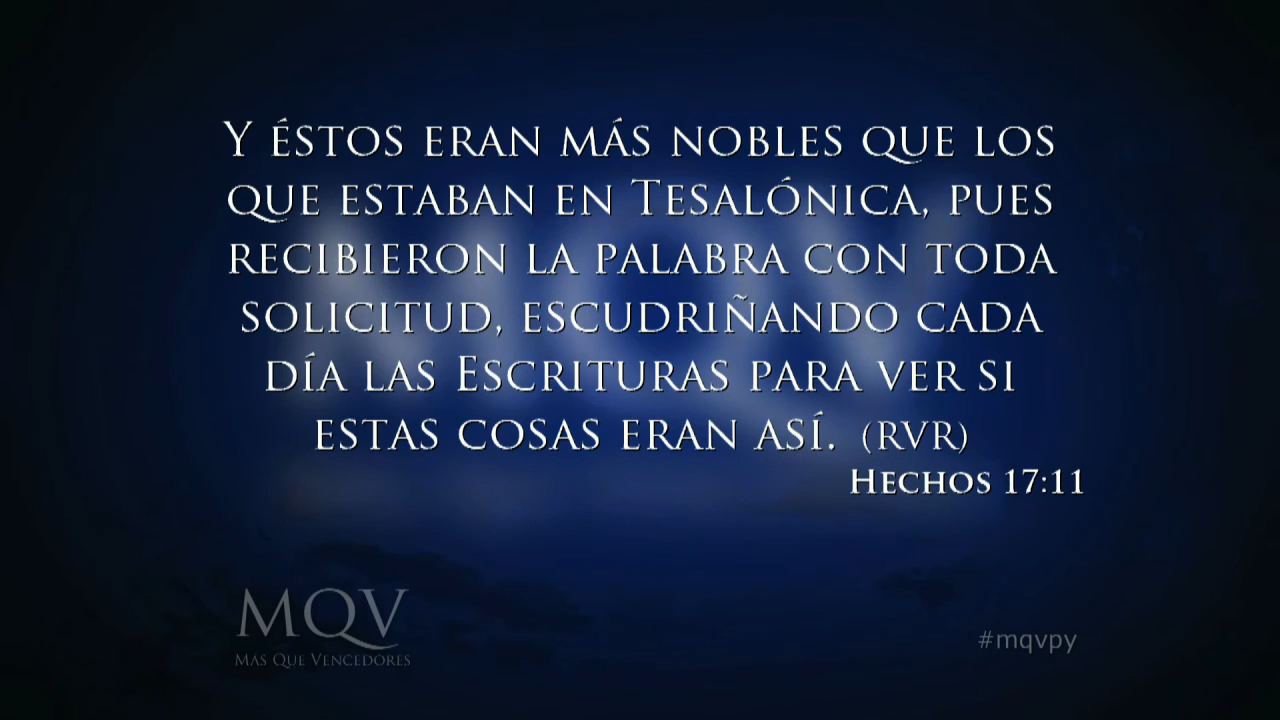 Y éstos eran más nobles que los
que estaban en Tesalónica, pues
recibieron la palabra con toda
solicitud, escudriñando cada
día las Escrituras para ver si
estas cosas eran así. (RVR)
Hechos 17:11
MQV
Más Que Vencedores
#mqvpy